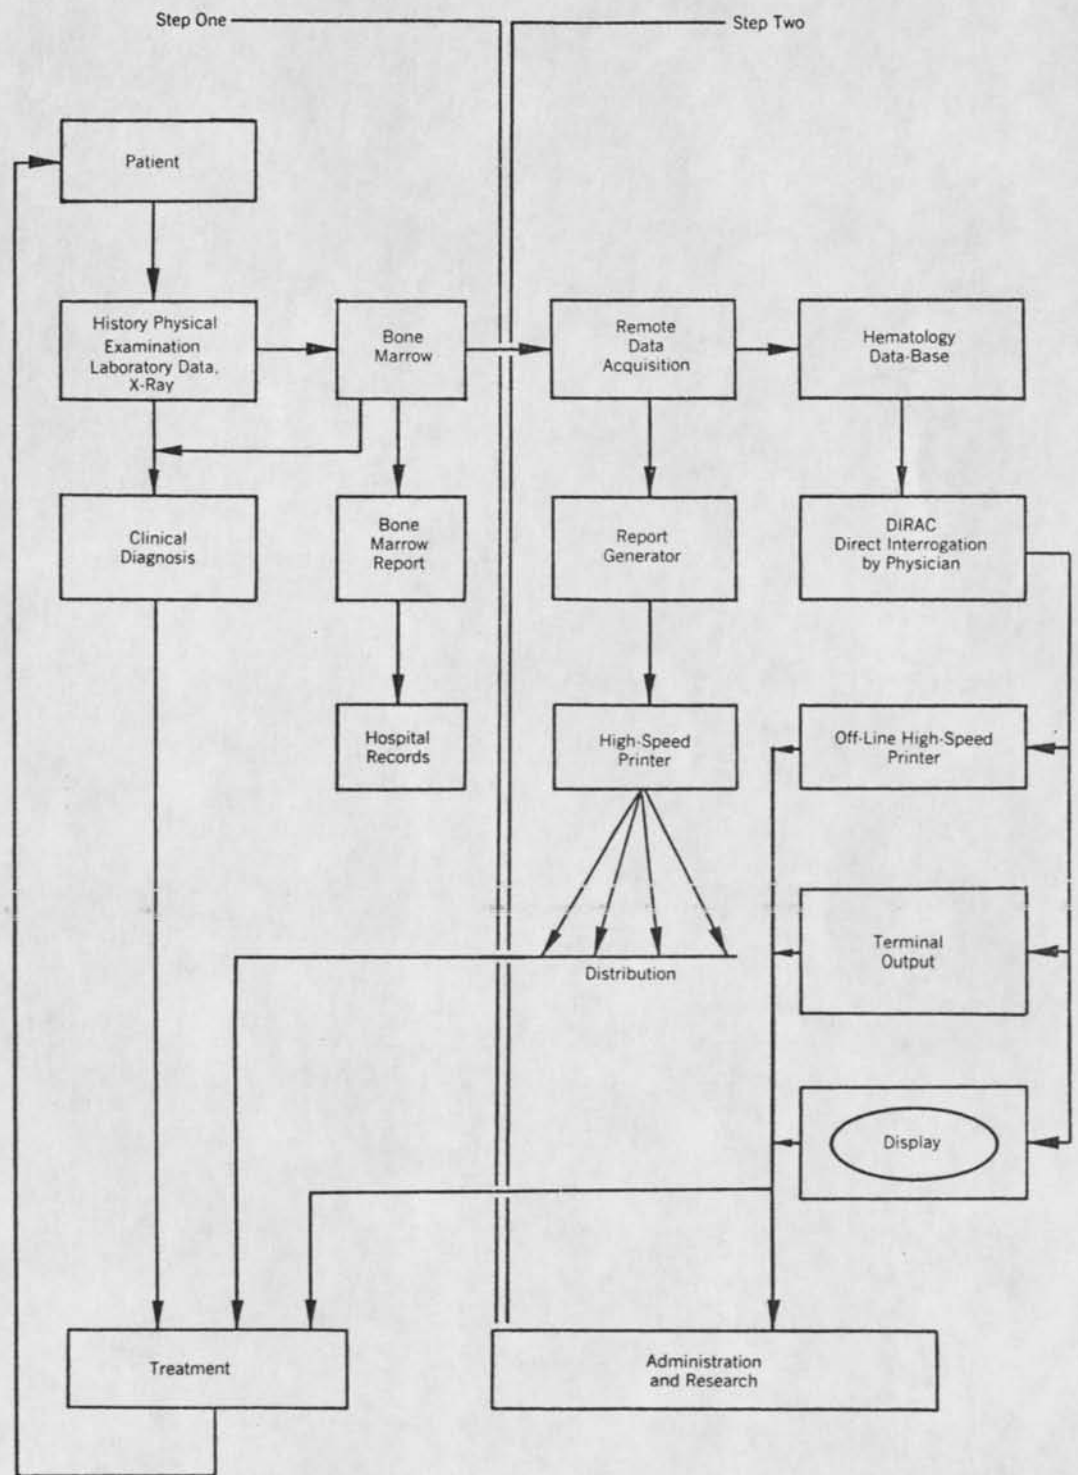 Step One
Step Two
Patient
History Physical
Examination
Laboratory Data,
X-Ray
Bone
Marrow
Remote
Data
Acquisition
Hematology
Data-Base
Clinical
Diagnosis
Bone
Marrow
Report
Report
Generator
DIRAC
Direct Interrogation
by Physician
Hospital
Records
High-Speed
Printer
Off-Line High-Speed
Printer
Distribution
Terminal
Output
Display
Treatment
Administration
and Research